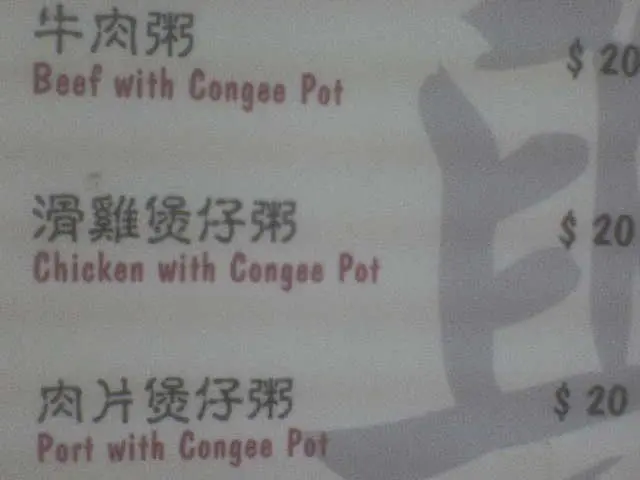 牛肉粥
$ 20
Beef with Congee Pot
滑雞煲仔粥
$ 20
Chicken with Congee Pot
肉片煲仔粥
$ 20
Port with Congee Pot